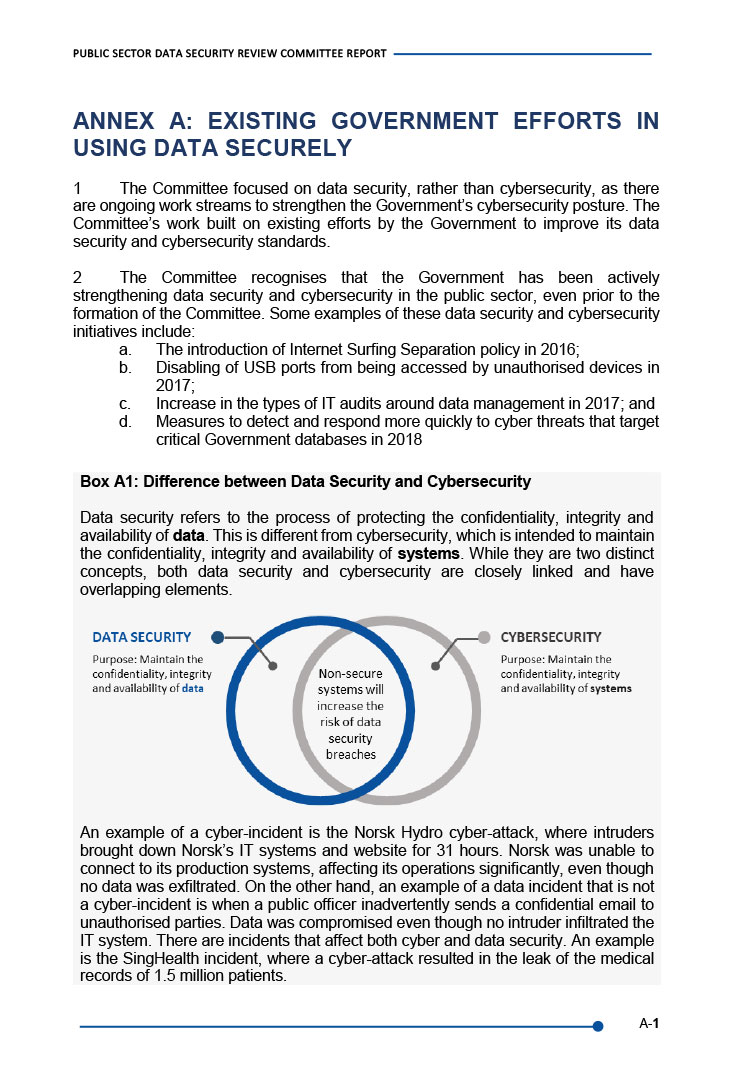 PUBLIC SECTOR DATA SECURITY REVIEW COMMITTEE REPORT
ANNEX A: EXISTING GOVERNMENT EFFORTS IN
USING DATA SECURELY
1 The Committee focused on data security, rather than cybersecurity, as there
are ongoing work streams to strengthen the Government's cybersecurity posture. The
Committee's work built on existing efforts by the Government to improve its data
security and cybersecurity standards.
2 The Committee recognises that the Government has been actively
strengthening data security and cybersecurity in the public sector, even prior to the
formation of the Committee. Some examples of these data security and cybersecurity
initiatives include:
a. The introduction of Internet Surfing Separation policy in 2016;
b. Disabling of USB ports from being accessed by unauthorised devices in
2017;
c. Increase in the types of IT audits around data management in 2017; and
d. Measures to detect and respond more quickly to cyber threats that target
critical Government databases in 2018
Box A1: Difference between Data Security and Cybersecurity
Data security refers to the process of protecting the confidentiality, integrity and
availability of data. This is different from cybersecurity, which is intended to maintain
the confidentiality, integrity and availability of systems. While they are two distinct
concepts, both data security and cybersecurity are closely linked and have
overlapping elements.
DATA SECURITY
Purpose: Maintain the
confidentiality, integrity
and availability of data
Non-secure
systems will
increase the
risk of data
security
breaches
CYBERSECURITY
Purpose: Maintain the
confidentiality, integrity
and availability of systems
An example of a cyber-incident is the Norsk Hydro cyber-attack, where intruders
brought down Norsk's IT systems and website for 31 hours. Norsk was unable to
connect to its production systems, affecting its operations significantly, even though
no data was exfiltrated. On the other hand, an example of a data incident that is not
a cyber-incident is when a public officer inadvertently sends a confidential email to
unauthorised parties. Data was compromised even though no intruder infiltrated the
IT system. There are incidents that affect both cyber and data security. An example
is the SingHealth incident, where a cyber-attack resulted in the leak of the medical
records of 1.5 million patients.
A-1